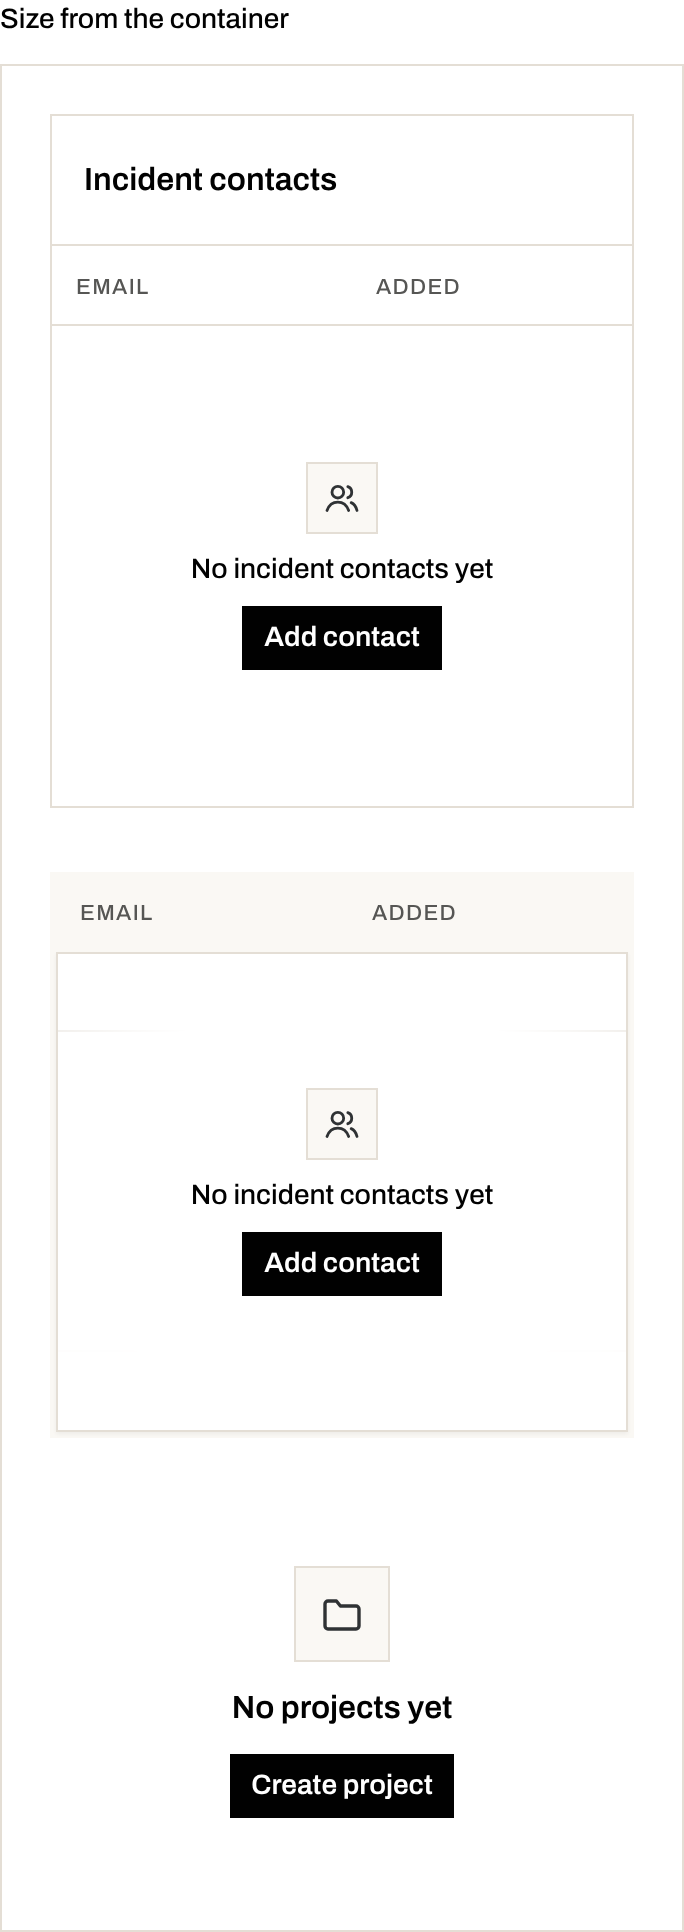 Size from the container
Incident contacts
EMAIL ADDED
No incident contacts yet
Add contact
EMAIL ADDED
No incident contacts yet
Add contact
No projects yet
Create project